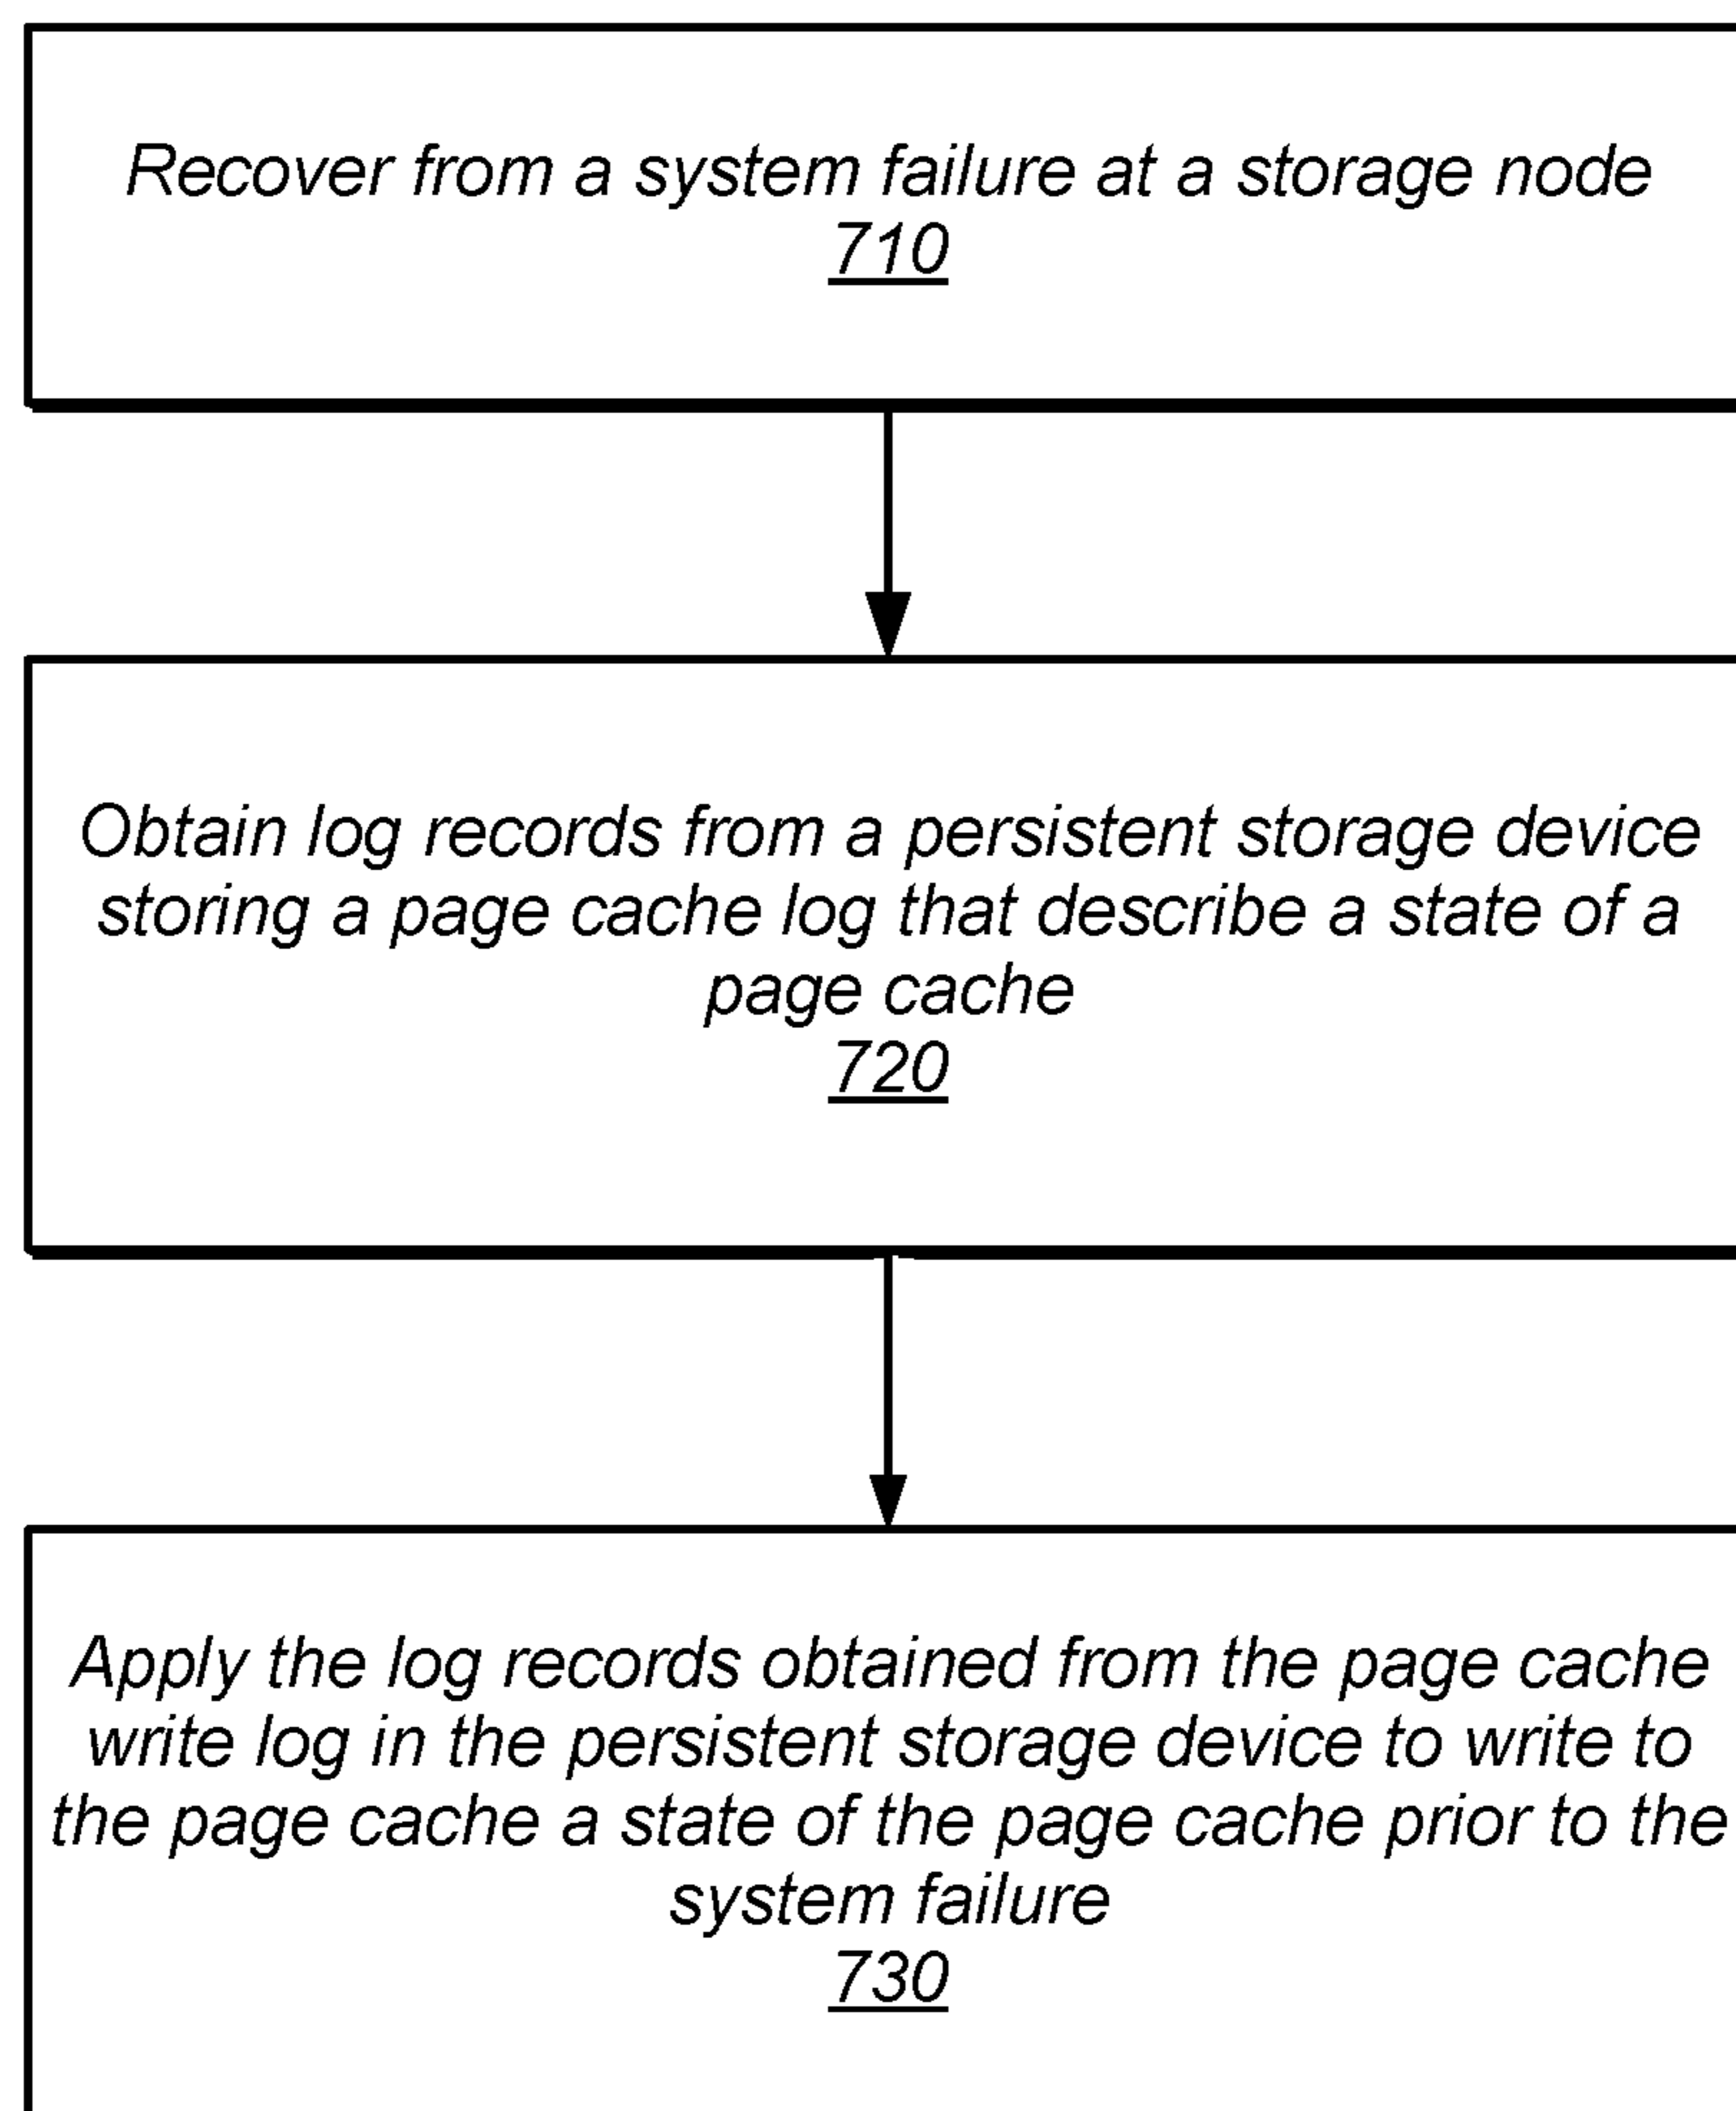 Recover from a system failure at a storage node
710
Obtain log records from a persistent storage device
storing a page cache log that describe a state of a
page cache
720
Apply the log records obtained from the page cache
write log in the persistent storage device to write to
the page cache a state of the page cache prior to the
system failure
730